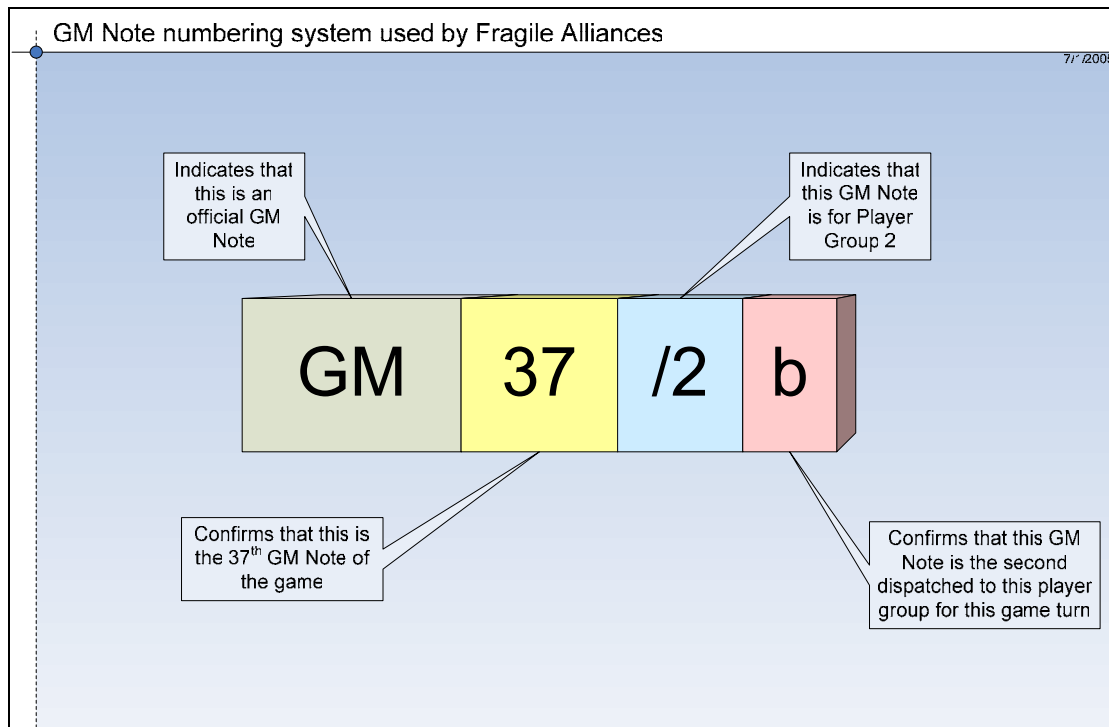 GM Note numbering system used by Fragile Alliances
7/1/2005
Indicates that
this is an
official GM
Note
Indicates that
this GM Note
is for Player
Group 2
GM 37 /2 b
Confirms that this is
the 37th GM Note of
the game
Confirms that this GM
Note is the second
dispatched to this player
group for this game turn